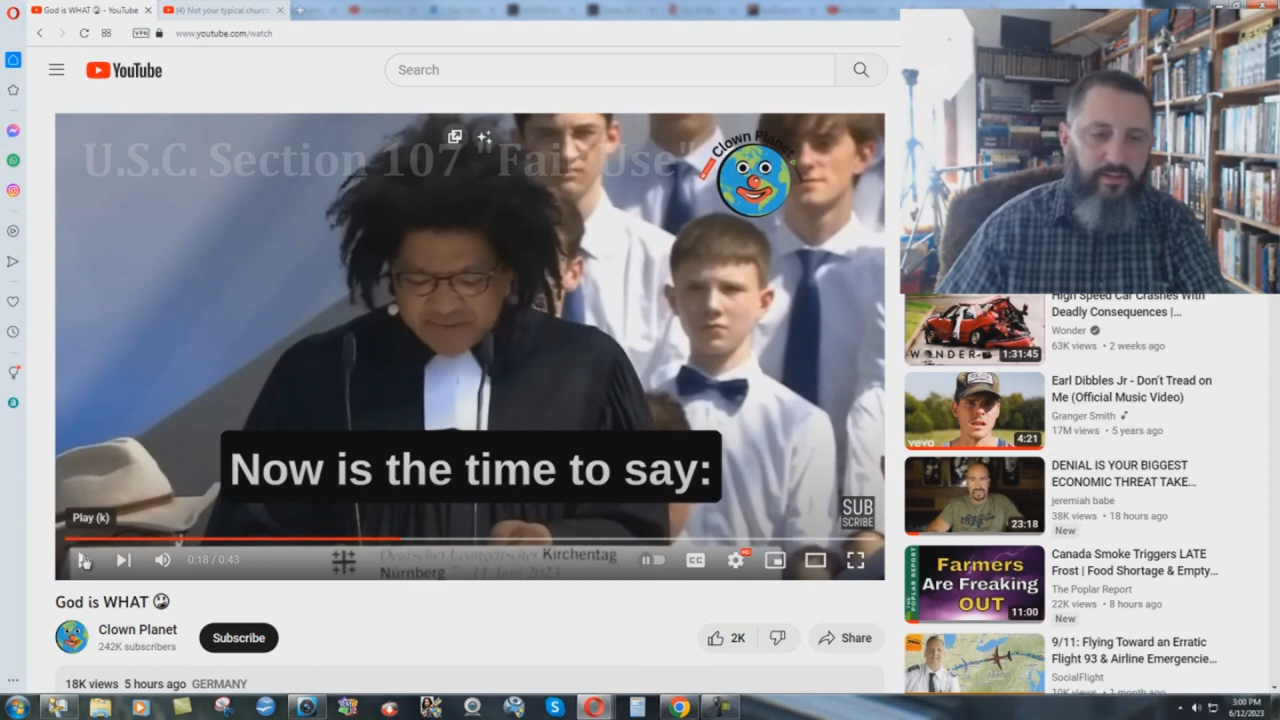 God is WHAT - YouTube
(4) Not your typical church
VPN
www.youtube.com/watch
YouTube
Search
U.S.C. Section 107 "Fair Use"
Clown Planet
Now is the time to say:
SUB
SCRIBE
Play (k)
0:18 / 0:43
CC
HD
Deutscher Evangelischer Kirchentag
Nürnberg
God is WHAT
Clown Planet
242K subscribers
Subscribe
2K
Share
18K views 5 hours ago GERMANY
High Speed Car Crashes With
Deadly Consequences |...
Wonder
63K views • 2 weeks ago
WONDER
1:31:45
Earl Dibbles Jr - Don't Tread on
Me (Official Music Video)
Granger Smith
17M views • 5 years ago
vevo
4:21
DENIAL IS YOUR BIGGEST
ECONOMIC THREAT TAKE...
jeremiah babe
38K views • 18 hours ago
New
23:18
Canada Smoke Triggers LATE
Frost | Food Shortage & Empty...
The Poplar Report
22K views • 8 hours ago
New
Farmers
Are Freaking
OUT
11:00
9/11: Flying Toward an Erratic
Flight 93 & Airline Emergencie...
SocialFlight
3:00 PM
6/12/2023